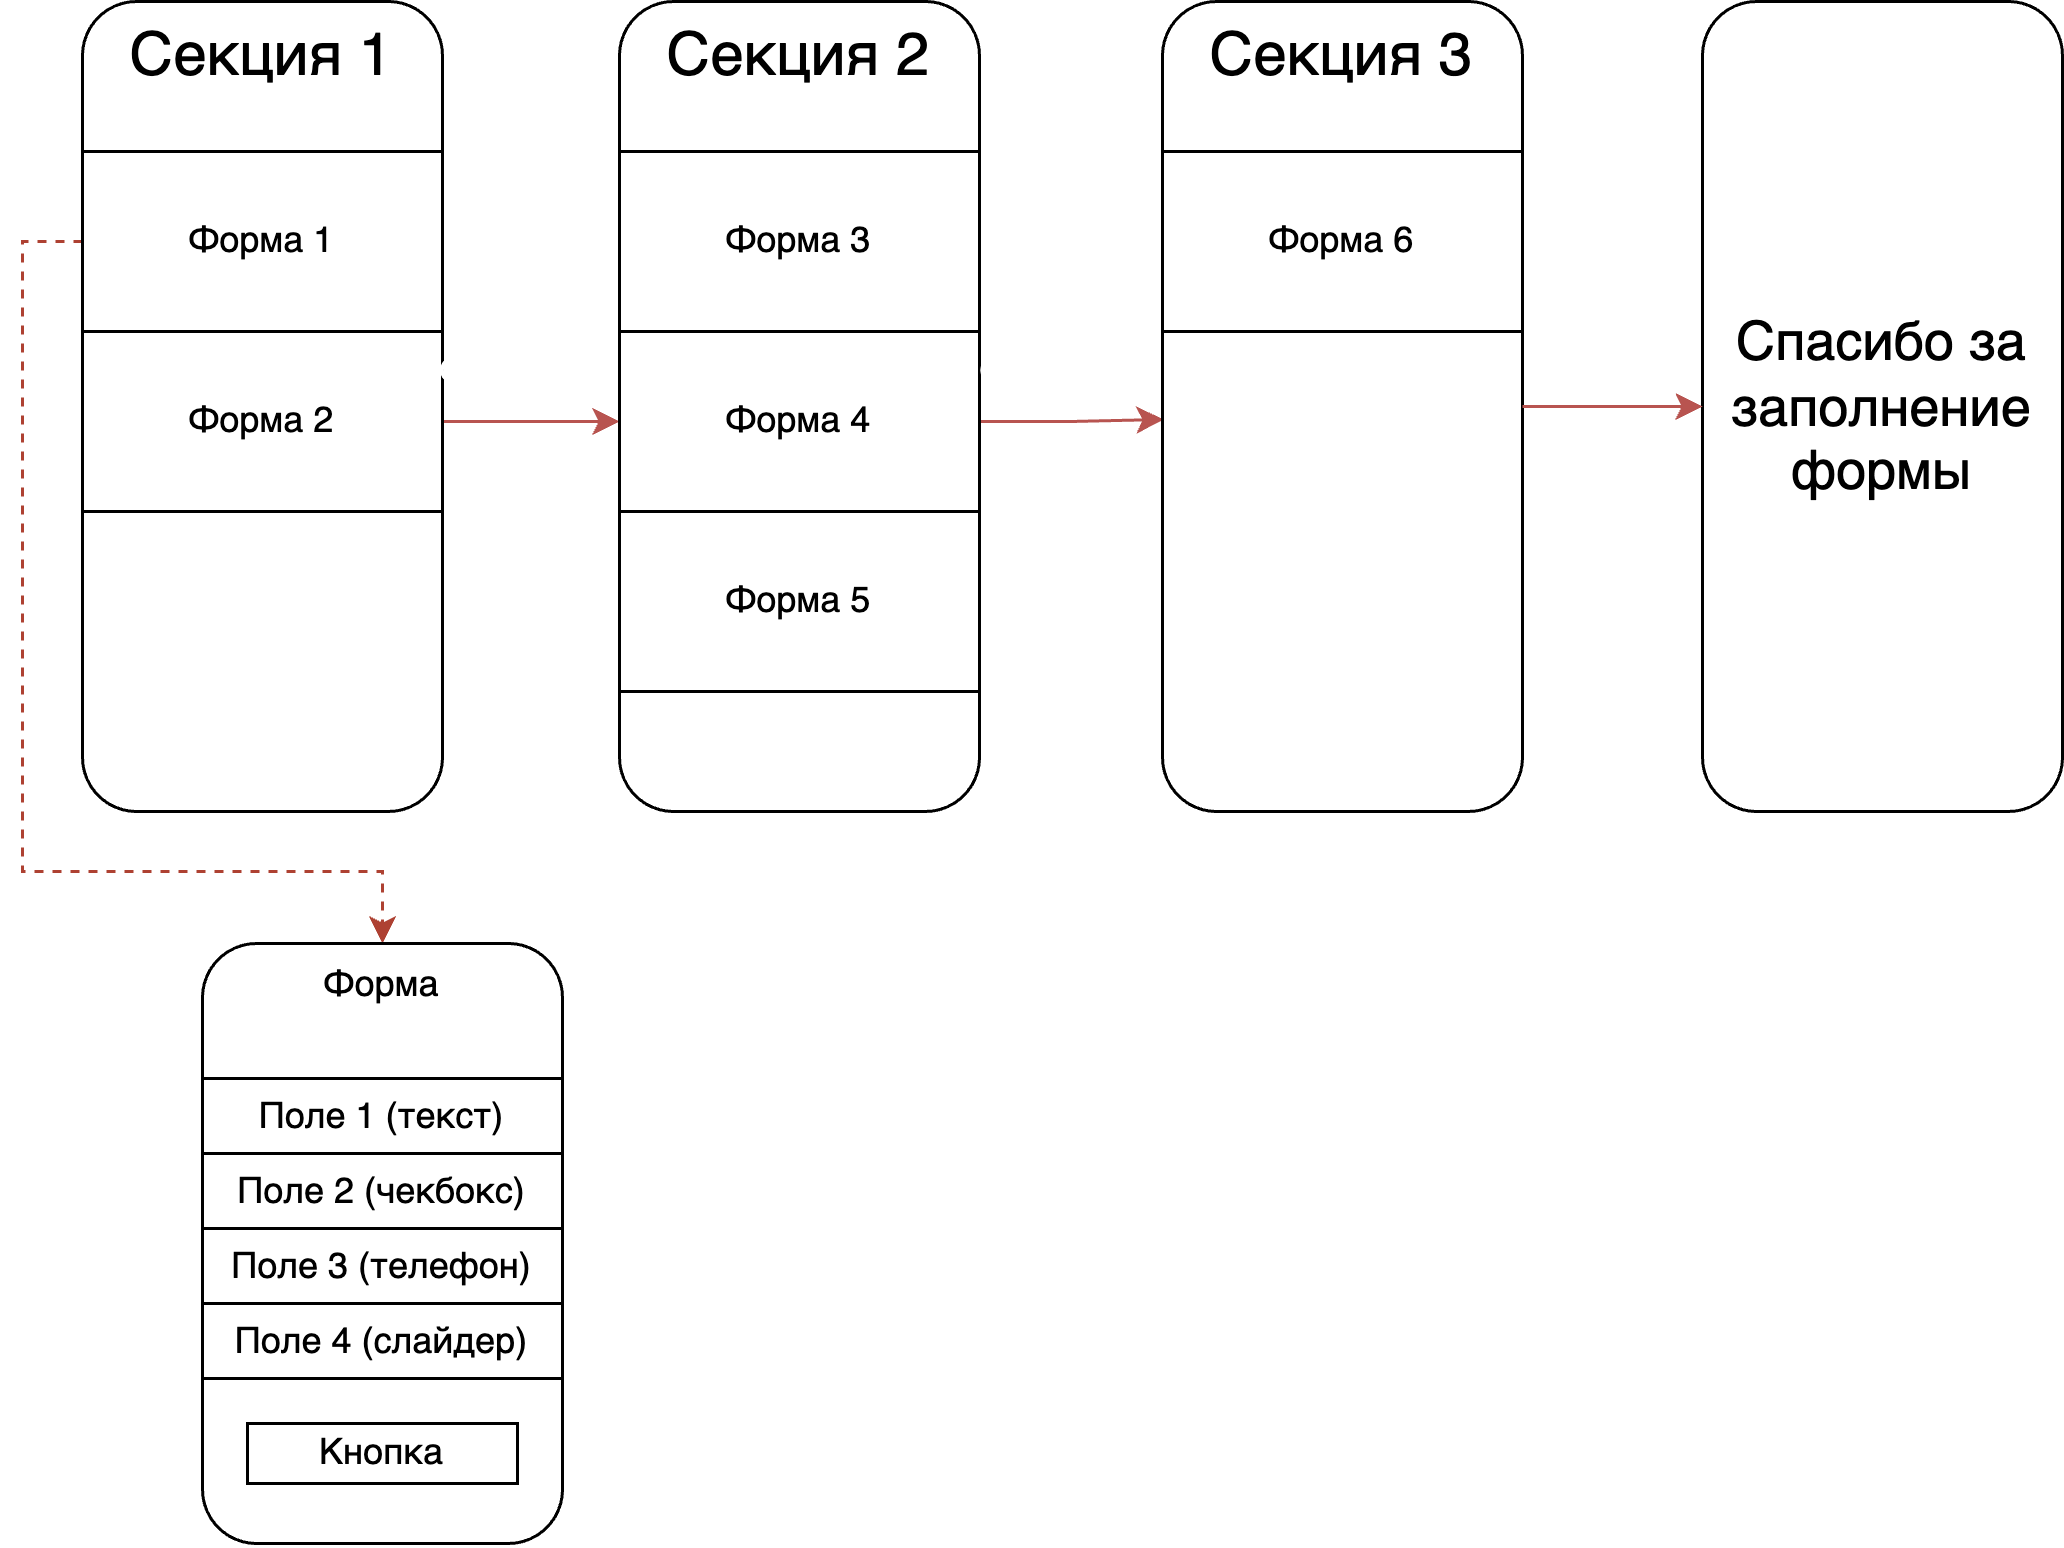 Секция 1
Форма 1
Форма 2
Секция 2
Форма 3
Форма 4
Форма 5
Секция 3
Форма 6
Спасибо за
заполнение
формы
Форма
Поле 1 (текст)
Поле 2 (чекбокс)
Поле 3 (телефон)
Поле 4 (слайдер)
Кнопка